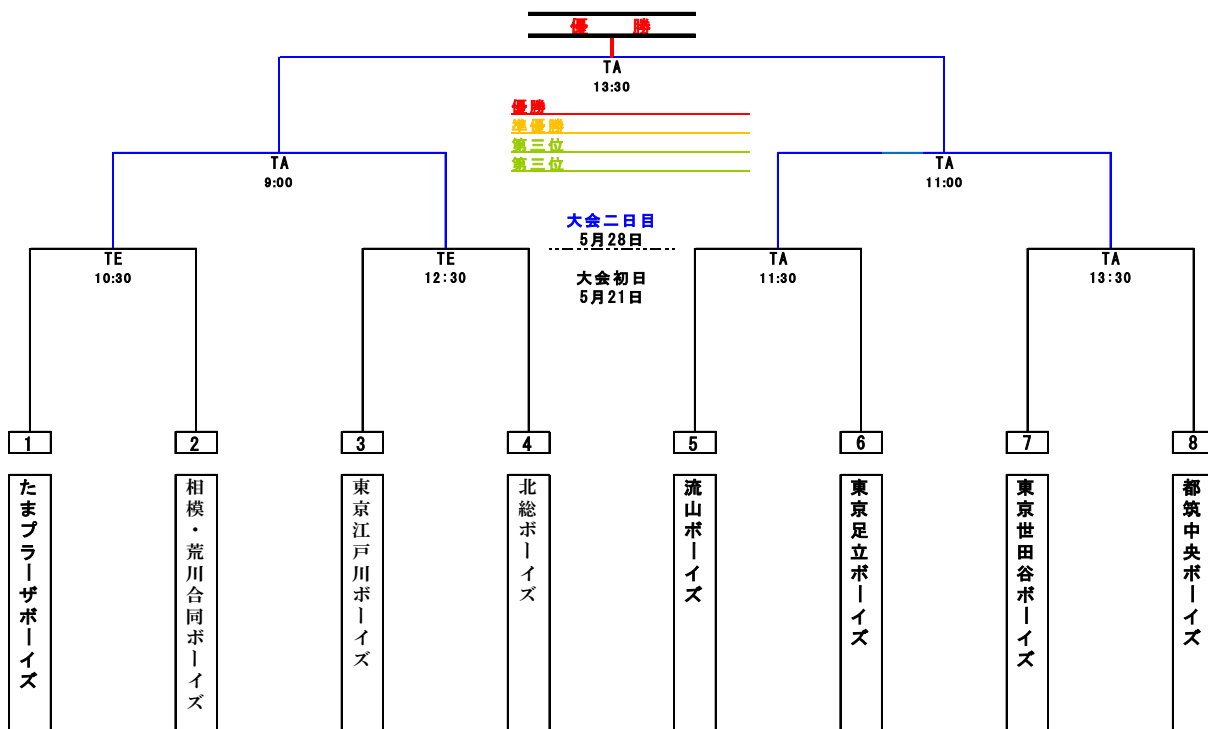 優 勝
TA
13:30
優勝
準優勝
第三位
第三位
TA
9:00
TA
11:00
大会二日目
5月28日
TE
10:30
TE
12:30
TA
11:30
TA
13:30
大会初日
5月21日
1
2
3
4
5
6
7
8
たまプラーザボーイズ
相模・荒川合同ボーイズ
東京江戸川ボーイズ
北総ボーイズ
流山ボーイズ
東京足立ボーイズ
東京世田谷ボーイズ
都筑中央ボーイズ